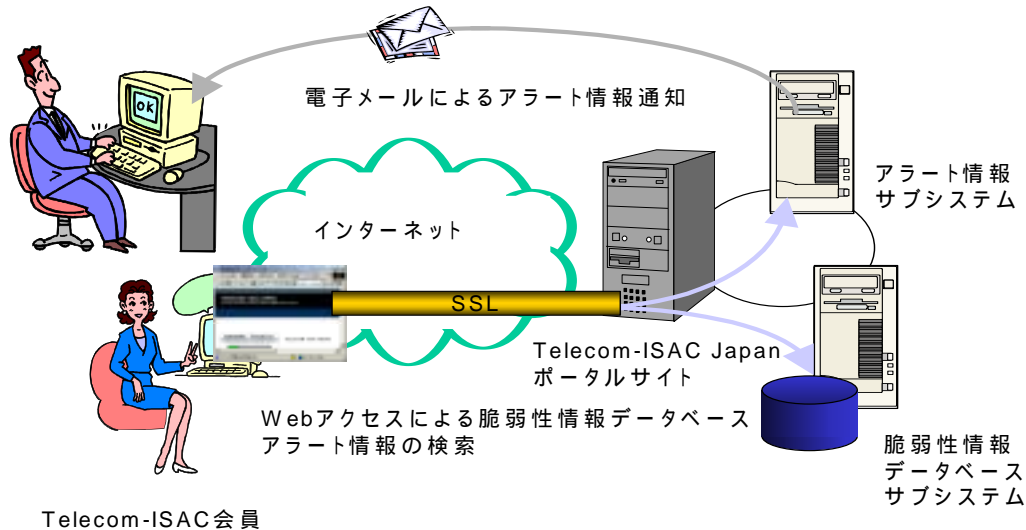 OK
電子メールによるアラート情報通知
アラート情報
サブシステム
インターネット
SSL
Telecom-ISAC Japan
ポータルサイト
Webアクセスによる脆弱性情報データベース
アラート情報の検索
脆弱性情報
データベース
サブシステム
Telecom-ISAC会員